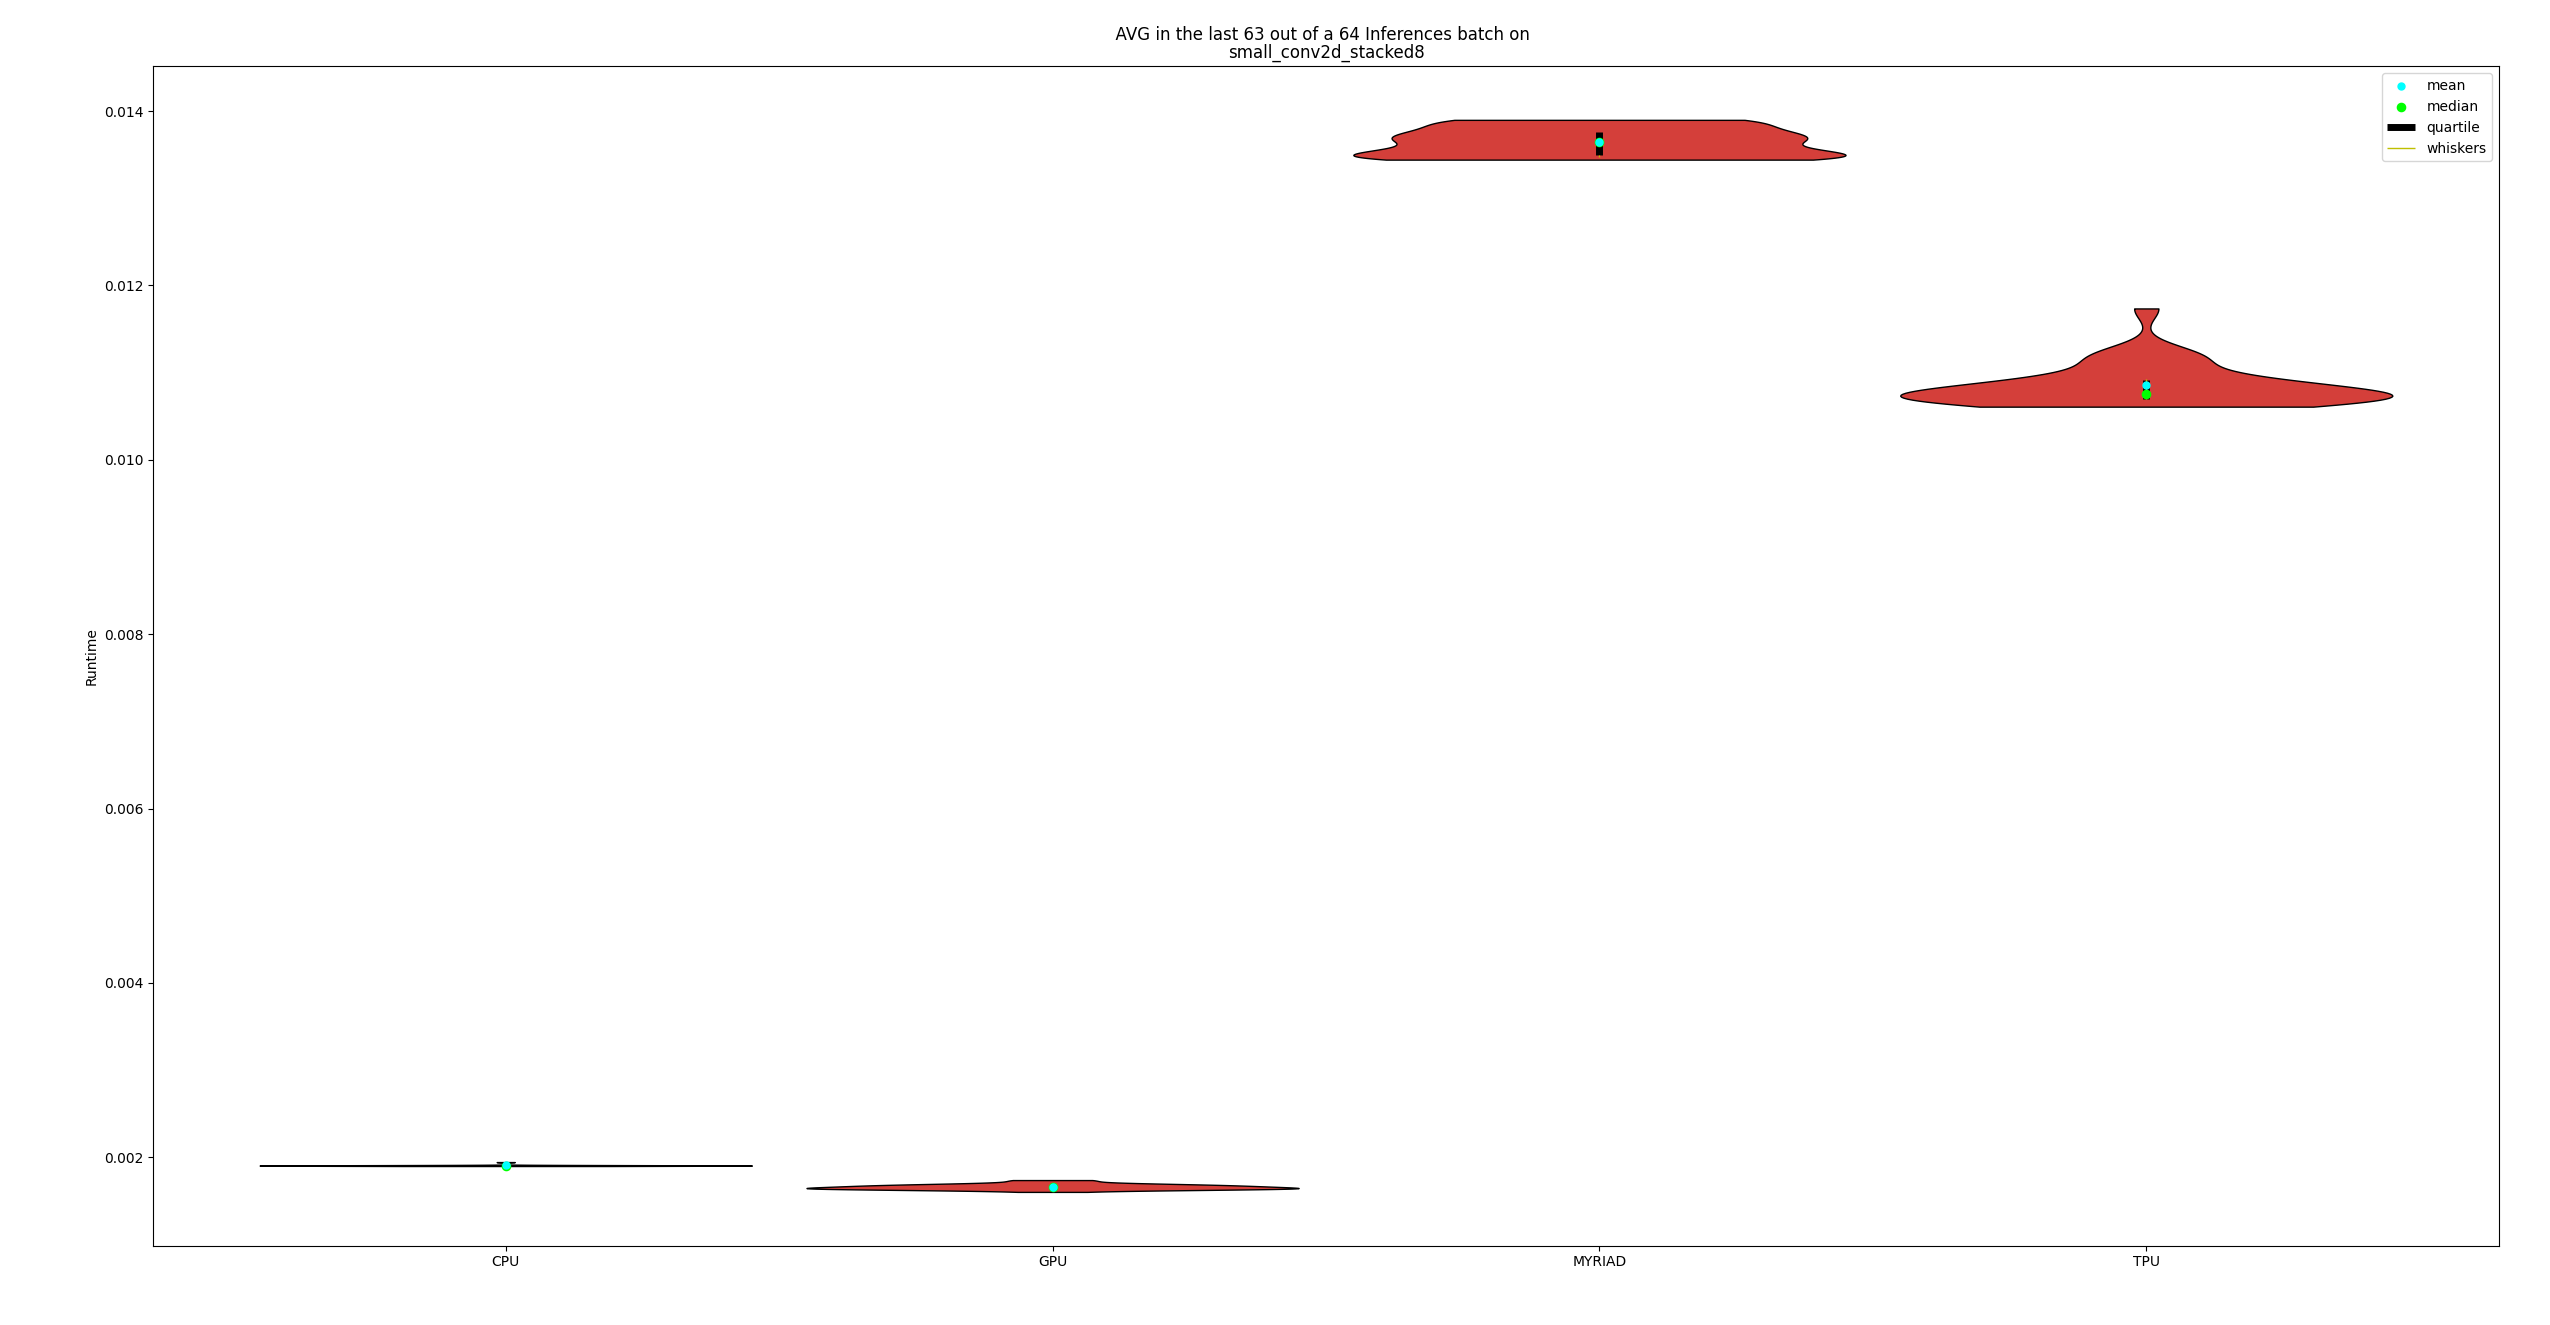 AVG in the last 63 out of a 64 Inferences batch on
small_conv2d_stacked8
mean
median
quartile
whiskers
0.014
0.012
0.010
0.008
0.006
0.004
0.002
Runtime
CPU
GPU
MYRIAD
TPU